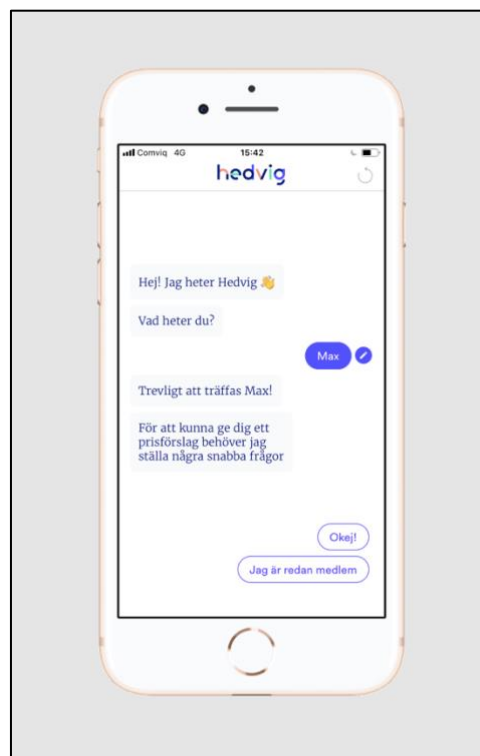 Comviq 4G 15:42
hedvig
Hej! Jag heter Hedvig 👋
Vad heter du?
Max
Trevligt att träffas Max!
För att kunna ge dig ett
prisförslag behöver jag
ställa några snabba frågor
Okej!
Jag är redan medlem